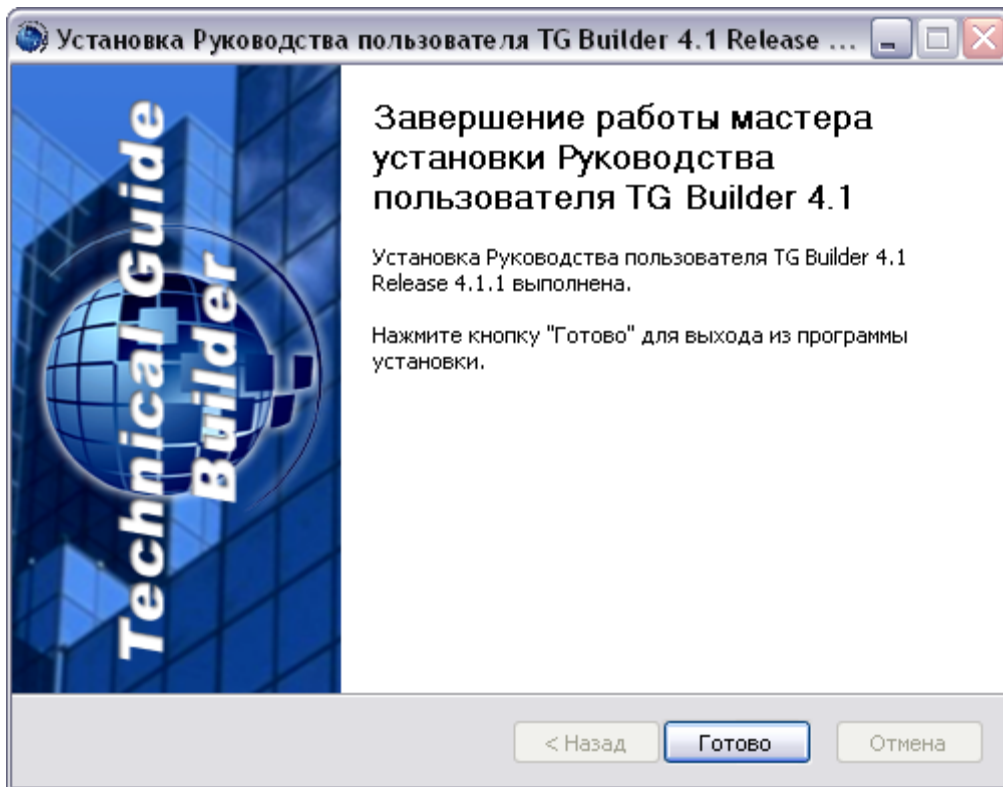 Установка Руководства пользователя TG Builder 4.1 Release ...
Technical Guide
Builder
Завершение работы мастера
установки Руководства
пользователя TG Builder 4.1
Установка Руководства пользователя TG Builder 4.1
Release 4.1.1 выполнена.
Нажмите кнопку "Готово" для выхода из программы
установки.
< Назад
Готово
Отмена